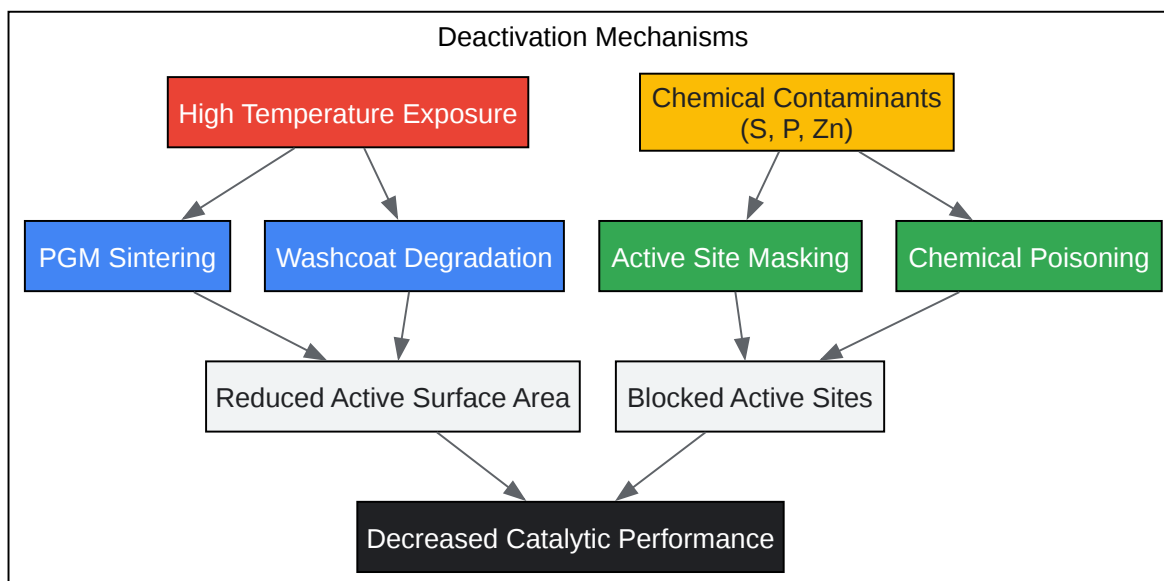 Deactivation Mechanisms
High Temperature Exposure
Chemical Contaminants
(S, P, Zn)
PGM Sintering
Washcoat Degradation
Active Site Masking
Chemical Poisoning
Reduced Active Surface Area
Blocked Active Sites
Decreased Catalytic Performance